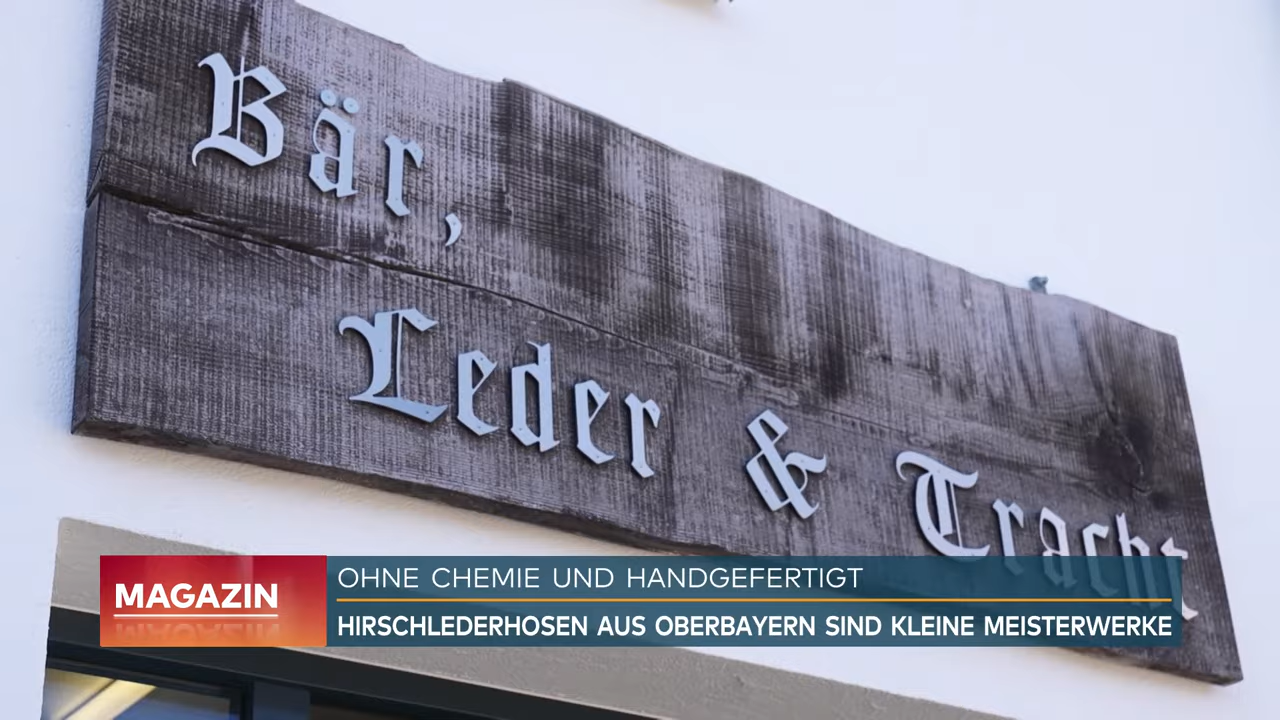 Bär,
Leder & Tracht
MAGAZIN
OHNE CHEMIE UND HANDGEFERTIGT
HIRSCHLEDERHOSEN AUS OBERBAYERN SIND KLEINE MEISTERWERKE